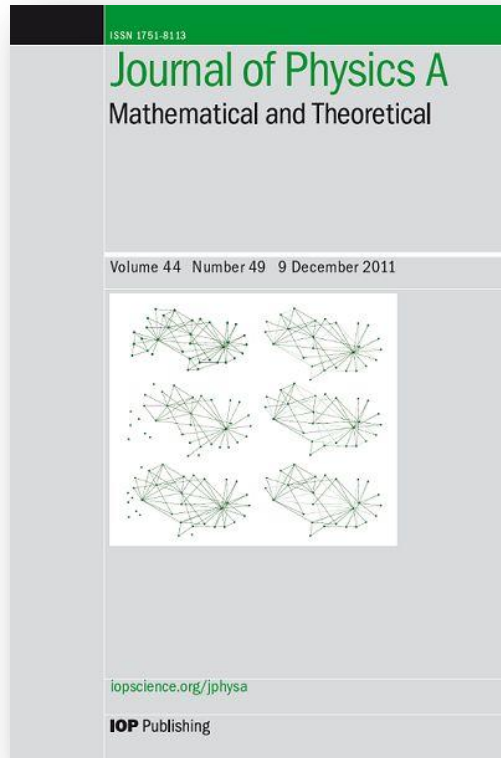 ISSN 1751-8113
Journal of Physics A
Mathematical and Theoretical
Volume 44 Number 49 9 December 2011
iopscience.org/jphysa
IOP Publishing